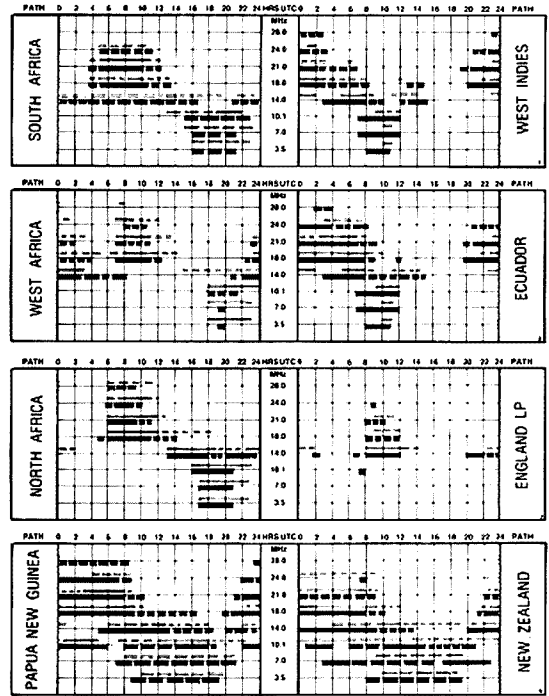 PATH 0 2 4 6 8 10 12 14 16 18 20 22 24 HRS UTC 0 2 4 6 8 10 12 14 16 18 20 22 24 PATH
SOUTH AFRICA
MHz
28.0
24.0
21.0
18.0
14.0
10.1
7.0
3.5
WEST INDIES
PATH 0 2 4 6 8 10 12 14 16 18 20 22 24 HRS UTC 0 2 4 6 8 10 12 14 16 18 20 22 24 PATH
WEST AFRICA
MHz
28.0
24.0
21.0
18.0
14.0
10.1
7.0
3.5
ECUADOR
PATH 0 2 4 6 8 10 12 14 16 18 20 22 24 HRS UTC 0 2 4 6 8 10 12 14 16 18 20 22 24 PATH
NORTH AFRICA
MHz
28.0
24.0
21.0
18.0
14.0
10.1
7.0
3.5
ENGLAND LP
PATH 0 2 4 6 8 10 12 14 16 18 20 22 24 HRS UTC 0 2 4 6 8 10 12 14 16 18 20 22 24 PATH
PAPUA NEW GUINEA
MHz
28.0
24.0
21.0
18.0
14.0
10.1
7.0
3.5
NEW ZEALAND